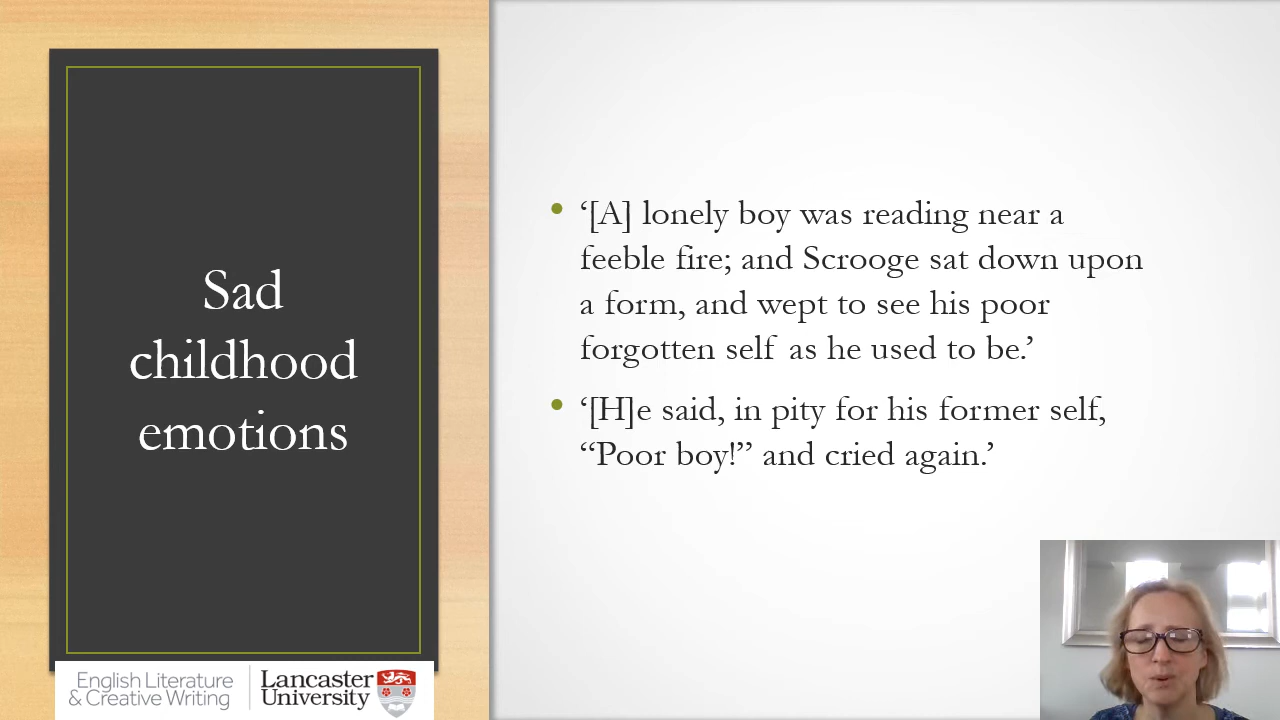 Sad
childhood
emotions
‘[A] lonely boy was reading near a
feeble fire; and Scrooge sat down upon
a form, and wept to see his poor
forgotten self as he used to be.’
‘[H]e said, in pity for his former self,
“Poor boy!” and cried again.’
English Literature
& Creative Writing
Lancaster
University